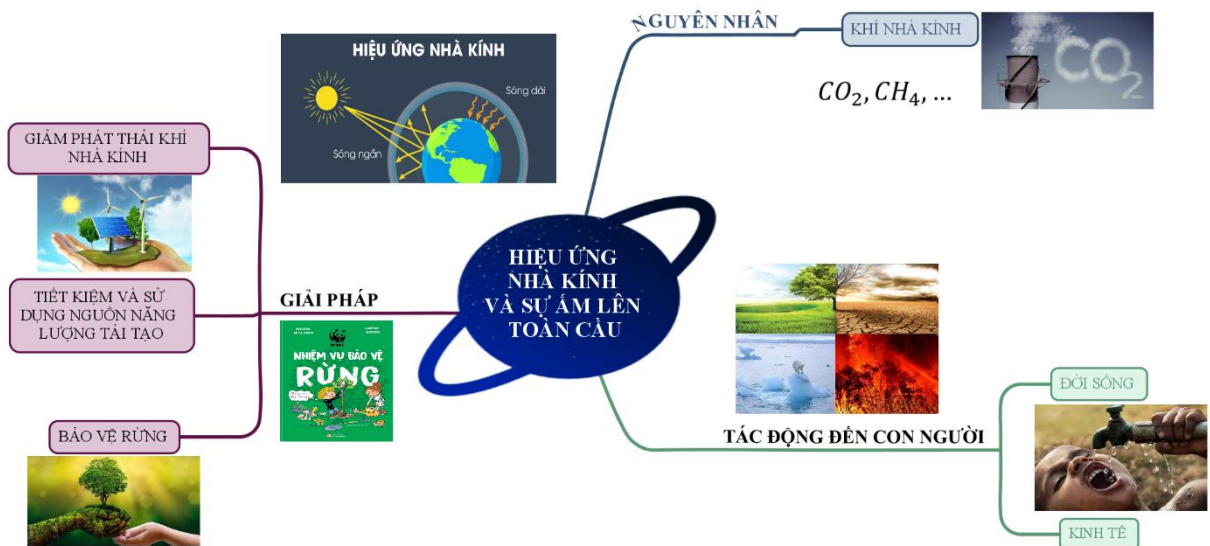 NGUYÊN NHÂN
KHÍ NHÀ KÍNH
CO₂
CO₂, CH₄, ...
HIỆU ỨNG NHÀ KÍNH
Sóng dài
Sóng ngắn
GIẢM PHÁT THẢI KHÍ
NHÀ KÍNH
TIẾT KIỆM VÀ SỬ
DỤNG NGUỒN NĂNG
LƯỢNG TÁI TẠO
BẢO VỆ RỪNG
GIẢI PHÁP
WWF
NHIỆM VỤ BẢO VỆ
RỪNG
HIỆU ỨNG
NHÀ KÍNH
VÀ SỰ ẤM LÊN
TOÀN CẦU
TÁC ĐỘNG ĐẾN CON NGƯỜI
ĐỜI SỐNG
KINH TẾ